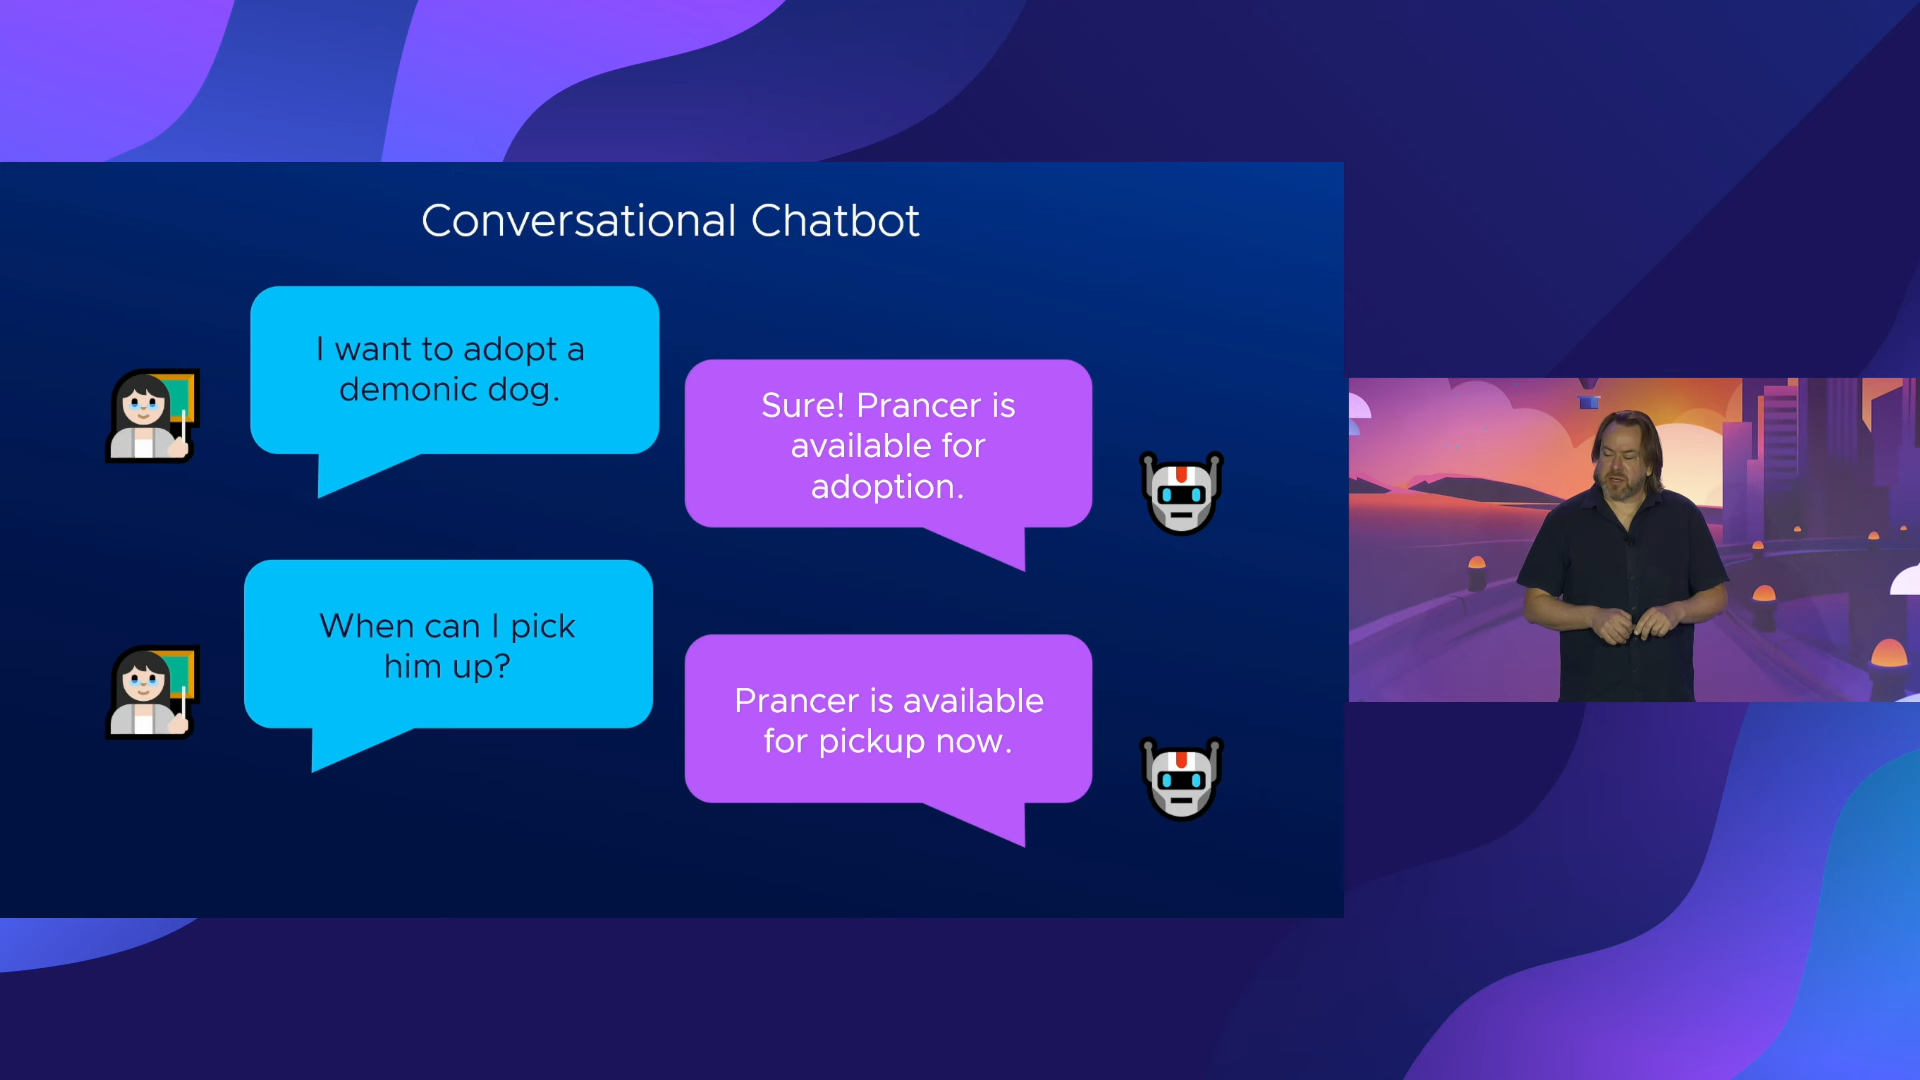 Conversational Chatbot
I want to adopt a
demonic dog.
Sure! Prancer is
available for
adoption.
When can I pick
him up?
Prancer is available
for pickup now.